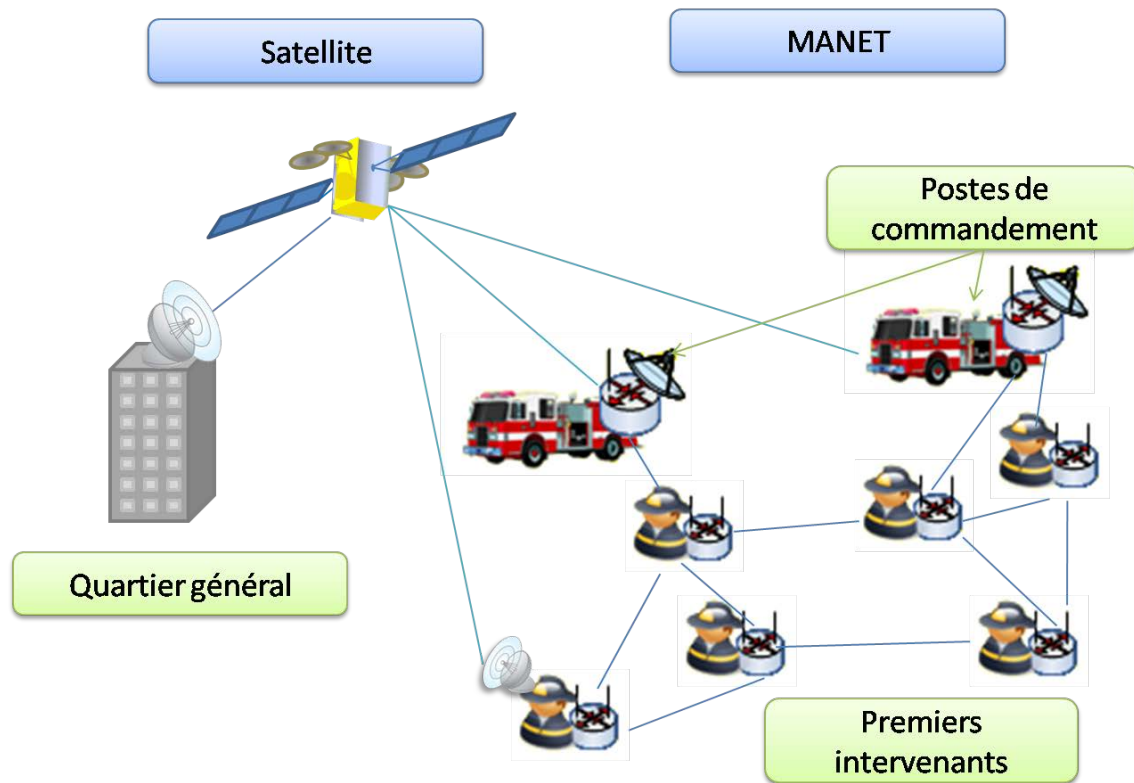 Satellite
MANET
Postes de
commandement
Quartier général
Premiers
intervenants